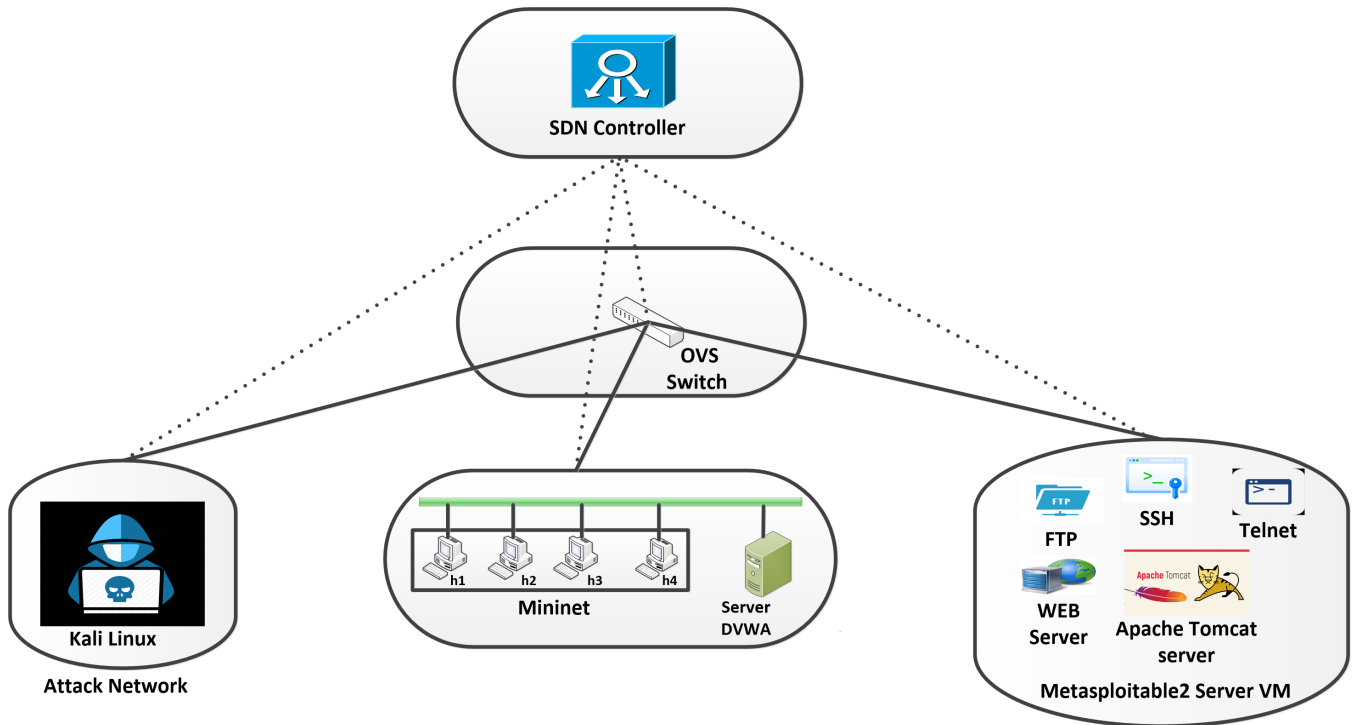 SDN Controller
OVS
Switch
Kali Linux
Attack Network
h1
h2
h3
h4
Mininet
Server
DVWA
FTP
FTP
>_
SSH
>-
Telnet
WEB
Server
Apache Tomcat
Apache Tomcat
server
Metasploitable2 Server VM